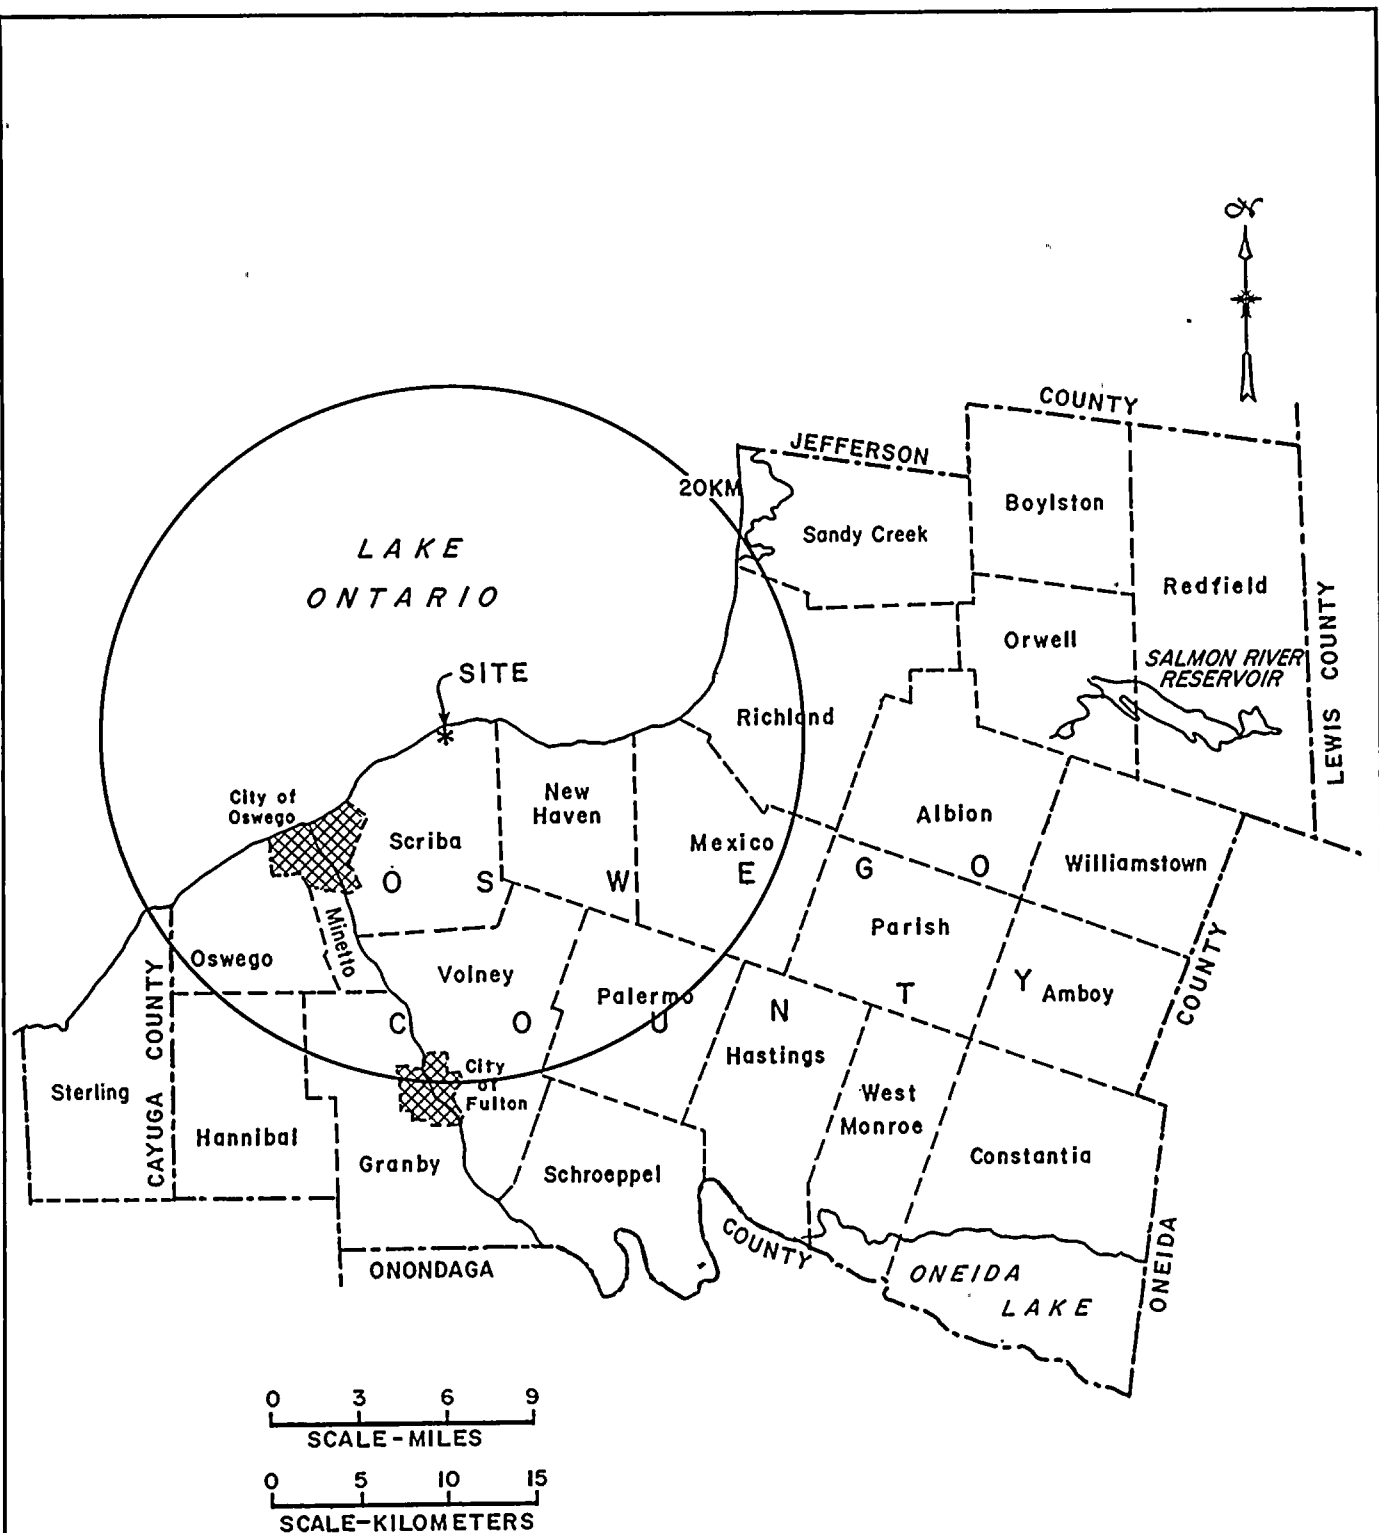 N
COUNTY
JEFFERSON
20KM
Boylston
Sandy Creek
LAKE
ONTARIO
Redfield
Orwell
LEWIS COUNTY
SALMON RIVER
RESERVOIR
SITE
Richland
City of
Oswego
New
Haven
Scriba
Mexico
Albion
Williamstown
O S W E G O
Minetto
Parish
Oswego
Volney
Palermo
Amboy
COUNTY
C O U N T Y
CAYUGA COUNTY
Hastings
City
of
Fulton
Sterling
West
Monroe
Hannibal
Granby
Schroeppel
Constantia
COUNTY
ONONDAGA
ONEIDA
LAKE
ONEIDA
0 3 6 9
SCALE-MILES
0 5 10 15
SCALE-KILOMETERS